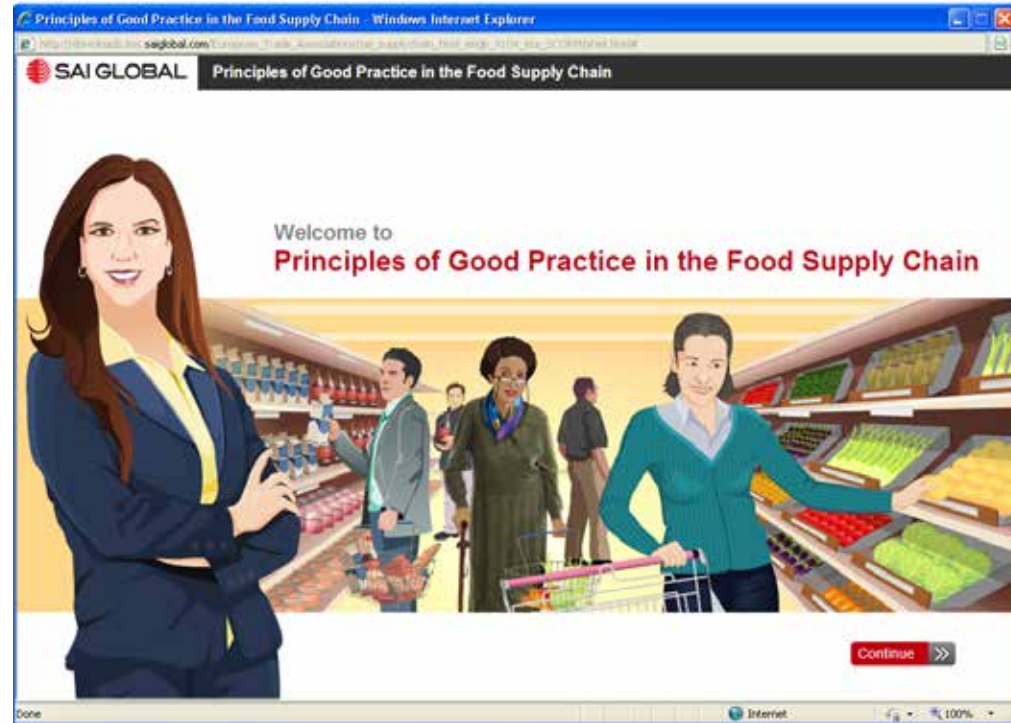 Principles of Good Practice in the Food Supply Chain - Windows Internet Explorer
saiglobal.com
SAI GLOBAL Principles of Good Practice in the Food Supply Chain
Welcome to
Principles of Good Practice in the Food Supply Chain
Continue
Done Internet 100%